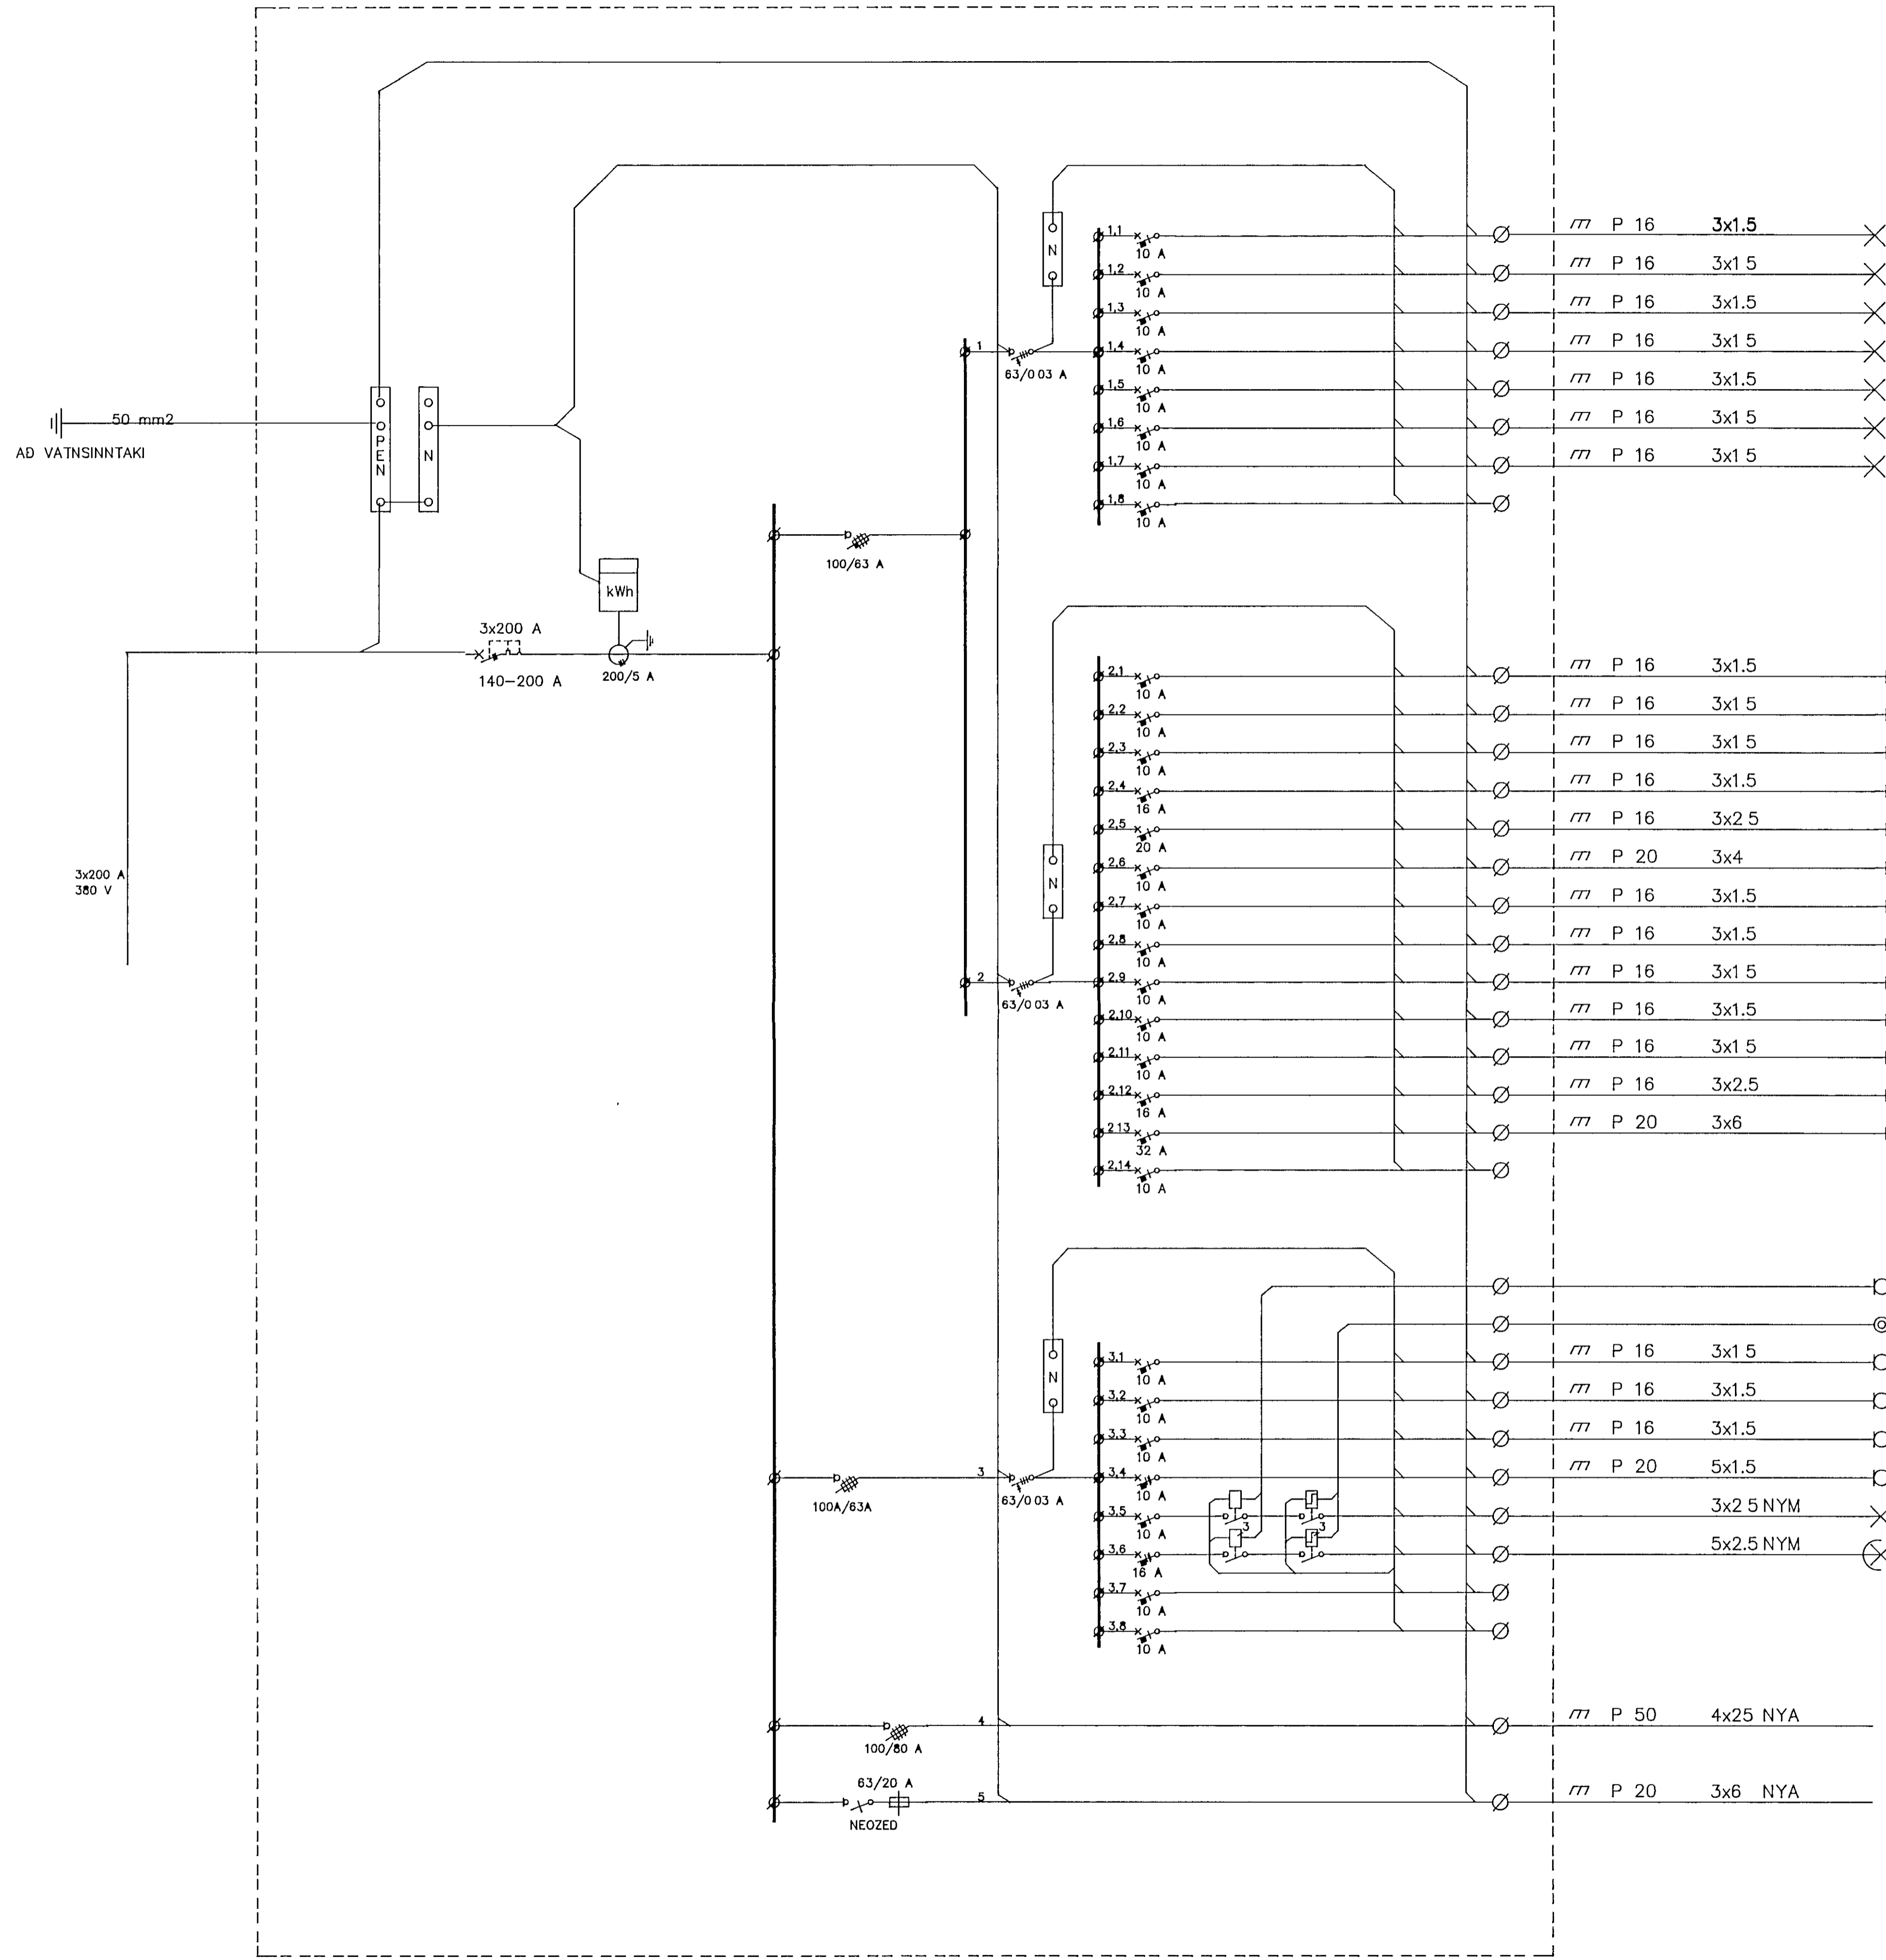 50 mm2
AÐ VATNSINNTAKI
PEN
N
kWh
3x200 A
140-200 A
200/5 A
3x200 A
380 V
100/63 A
1
63/0 03 A
N
1,1 10 A P 16 3x1.5
1,2 10 A P 16 3x1 5
1,3 10 A P 16 3x1.5
1,4 10 A P 16 3x1 5
1,5 10 A P 16 3x1.5
1,6 10 A P 16 3x1 5
1,7 10 A P 16 3x1 5
1,8 10 A
2
63/0 03 A
N
2,1 10 A P 16 3x1.5
2,2 10 A P 16 3x1 5
2,3 10 A P 16 3x1 5
2,4 16 A P 16 3x1.5
2,5 20 A P 16 3x2 5
2,6 10 A P 20 3x4
2,7 10 A P 16 3x1.5
2,8 10 A P 16 3x1.5
2,9 10 A P 16 3x1 5
2,10 10 A P 16 3x1.5
2,11 10 A P 16 3x1 5
2,12 16 A P 16 3x2.5
2,13 32 A P 20 3x6
2,14 10 A
100A/63A
3
63/0 03 A
N
3,1 10 A P 16 3x1 5
3,2 10 A P 16 3x1.5
3,3 10 A P 16 3x1.5
3,4 10 A P 20 5x1.5
3,5 10 A 3 3 3x2 5 NYM
3,6 16 A 5x2.5 NYM
3,7 10 A
3,8 10 A
100/80 A
4 P 50 4x25 NYA
63/20 A
NEOZED
5 P 20 3x6 NYA